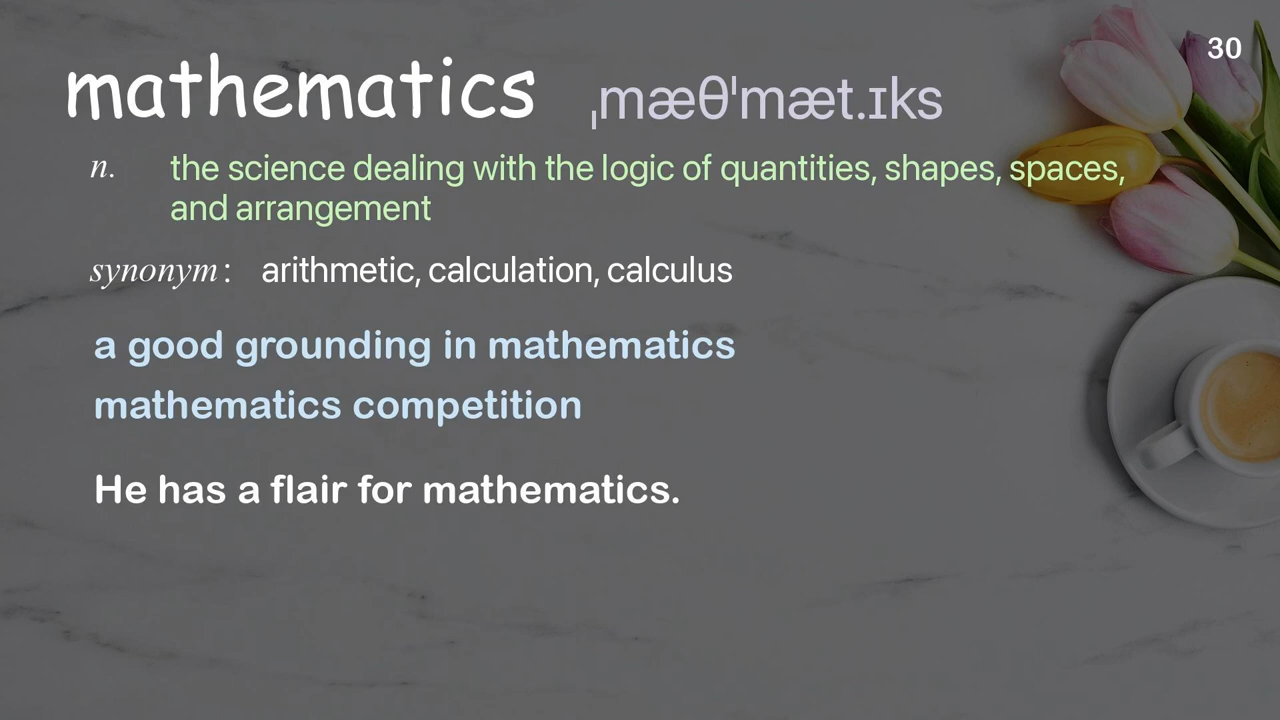 30
mathematics ˌmæθˈmæt.ɪks
n. the science dealing with the logic of quantities, shapes, spaces,
and arrangement
synonym: arithmetic, calculation, calculus
a good grounding in mathematics
mathematics competition
He has a flair for mathematics.